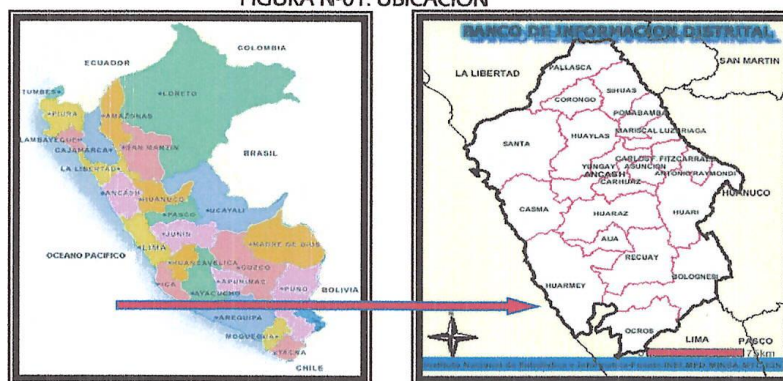 FIGURA Nº01: UBICACIÓN
COLOMBIA
ECUADOR
TUMBES
LORETO
PIURA
AMAZONAS
LAMBAYEQUE
CAJAMARCA
SAN MARTIN
BRASIL
LA LIBERTAD
ANCASH
HUANUCO
PASCO
UCAYALI
JUNIN
LIMA
MADRE DE DIOS
OCEANO PACIFICO
HUANCAVELICA
CUZCO
ICA
APURIMAC
AYACUCHO
PUNO
BOLIVIA
AREQUIPA
MOQUEGUA
TACNA
CHILE
BANCO DE INFORMACION DISTRITAL
SAN MARTIN
LA LIBERTAD
PALLASCA
SIHUAS
CORONGO
POMABAMBA
MARISCAL LUZURIAGA
SANTA
HUAYLAS
CARLOS F. FITZCARRALD
YUNGAY
ASUNCION
ANCASH
ANTONIO RAYMONDI
CARHUAZ
HUANUCO
CASMA
HUARAZ
HUARI
AIJA
RECUAY
BOLOGNESI
HUARMEY
OCROS
LIMA
PASCO
0
75km